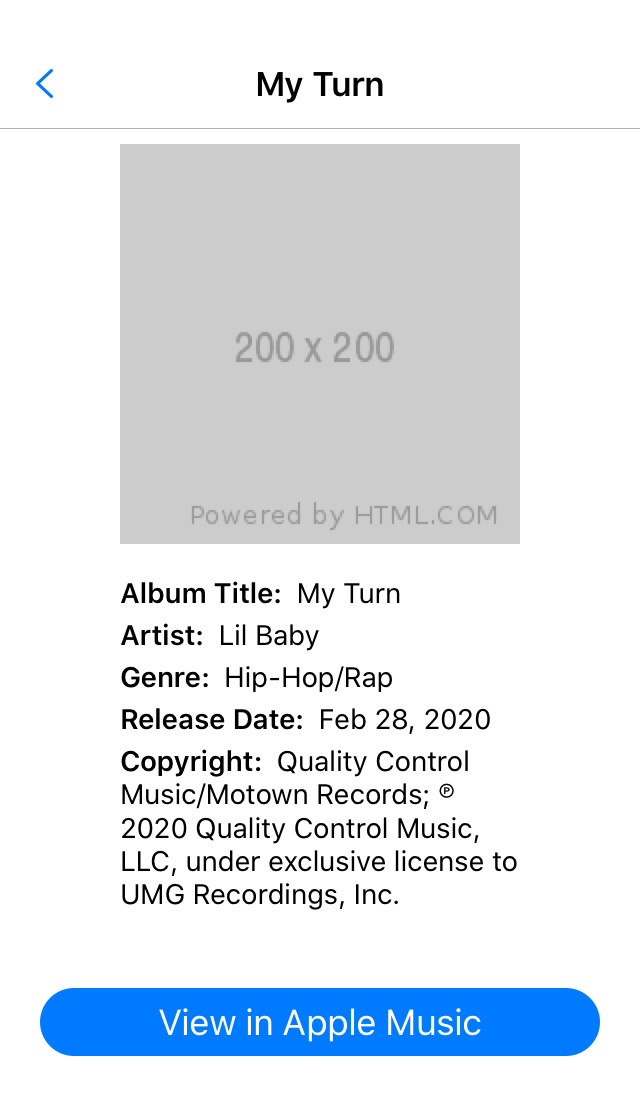 My Turn
200 x 200
Powered by HTML.COM
Album Title: My Turn
Artist: Lil Baby
Genre: Hip-Hop/Rap
Release Date: Feb 28, 2020
Copyright: Quality Control
Music/Motown Records; ℗
2020 Quality Control Music,
LLC, under exclusive license to
UMG Recordings, Inc.
View in Apple Music